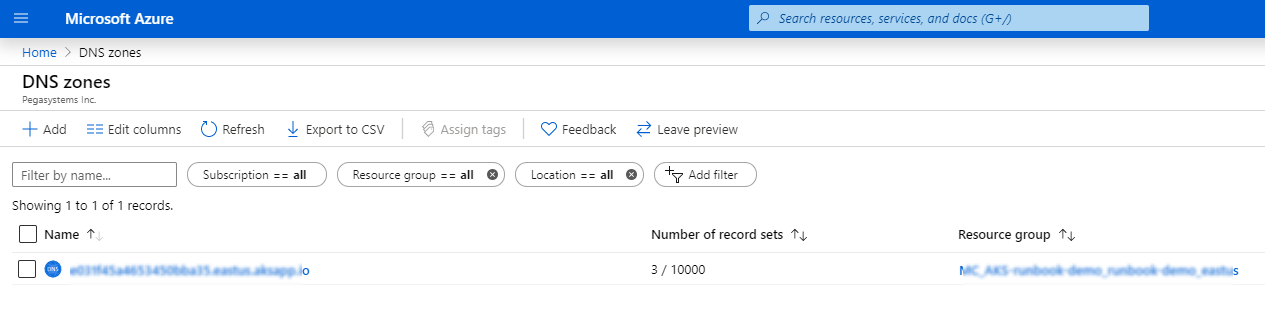 Microsoft Azure
Search resources, services, and docs (G+/)
Home > DNS zones
DNS zones
Pegasystems Inc.
Add Edit columns Refresh Export to CSV Assign tags Feedback Leave preview
Filter by name... Subscription == all Resource group == all Location == all Add filter
Showing 1 to 1 of 1 records.
Name Number of record sets Resource group
DNS 3 / 10000